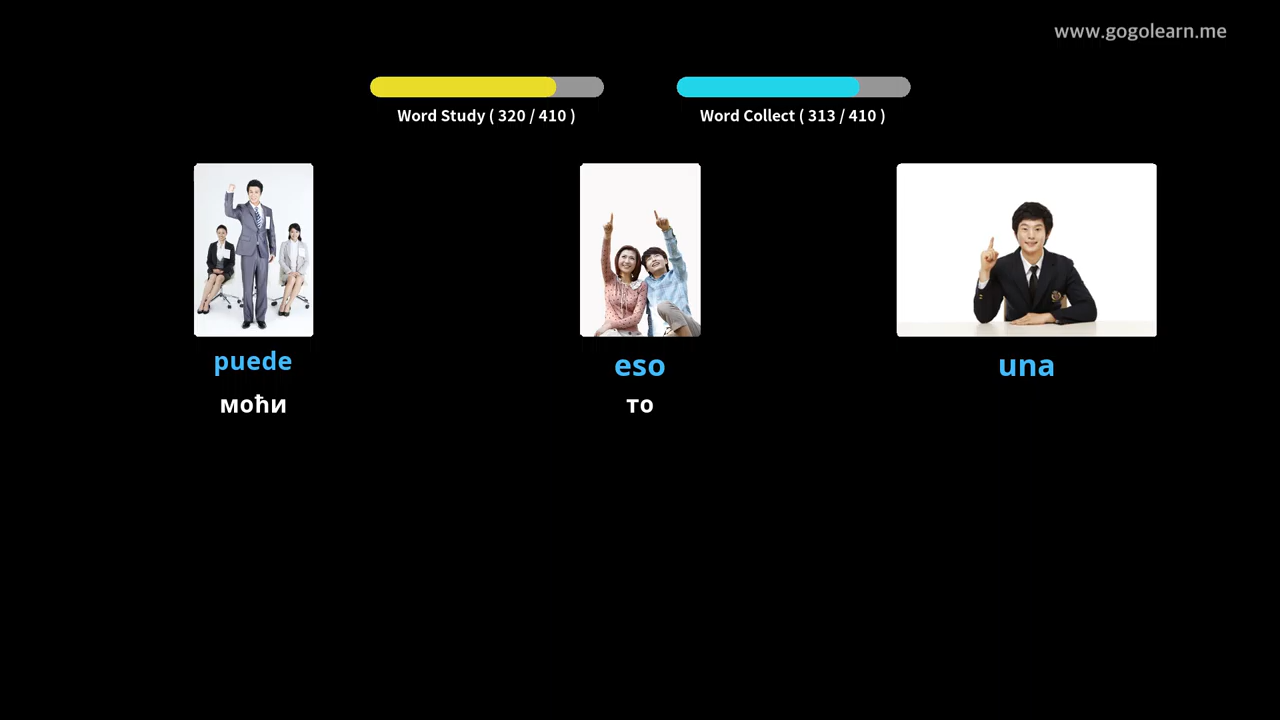 www.gogolearn.me
Word Study ( 320 / 410 )
Word Collect ( 313 / 410 )
puede
моћи
eso
то
una